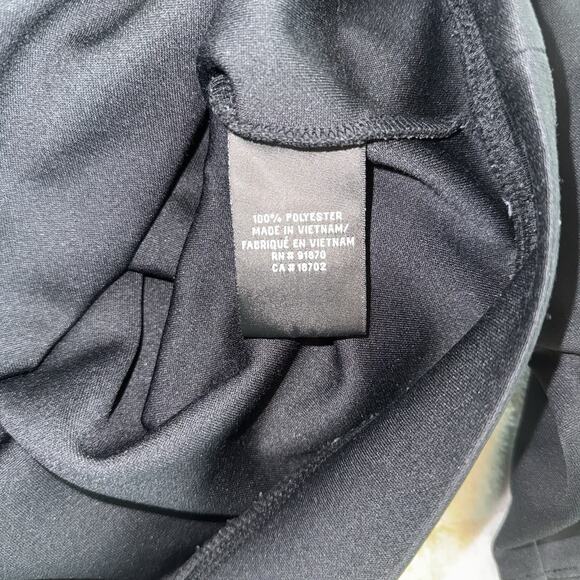 100% POLYESTER
MADE IN VIETNAM/
FABRIQUÉ EN VIETNAM
RN# 91870
CA# 18702